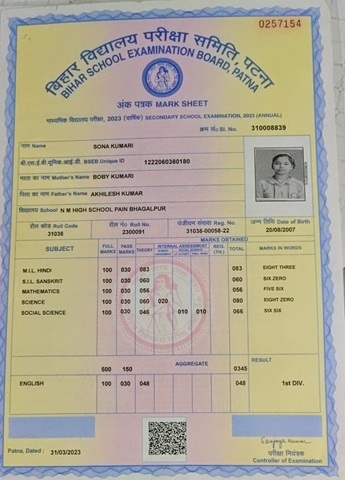 0257154
बिहार विद्यालय परीक्षा समिति, पटना
BIHAR SCHOOL EXAMINATION BOARD, PATNA
अंक पत्रक MARK SHEET
माध्यमिक विद्यालय परीक्षा, 2023 (वार्षिक) SECONDARY SCHOOL EXAMINATION, 2023 (ANNUAL)
क्रम सं० Sl. No. 310008839
नाम Name SONA KUMARI
बी.एस.ई.बी.यूनिक.आई.डी. BSEB Unique ID 1222060380180
माता का नाम Mother's Name BOBY KUMARI
पिता का नाम Father's Name AKHILESH KUMAR
विद्यालय School N M HIGH SCHOOL PAIN BHAGALPUR
रौल कोड Roll Code रौल नं० Roll No. पंजीयन संख्या Reg. No. जन्म तिथि Date of Birth
31038 2300091 31038-00056-22 20/08/2007
MARKS OBTAINED
SUBJECT FULL MARKS PASS MARKS THEORY INTERNAL ASSESSMENT REG. (TH.) TOTAL MARKS IN WORDS
M.I.L. HINDI 100 030 083 083 EIGHT THREE
S.I.L. SANSKRIT 100 030 060 060 SIX ZERO
MATHEMATICS 100 030 056 056 FIVE SIX
SCIENCE 100 030 060 020 080 EIGHT ZERO
SOCIAL SCIENCE 100 030 046 010 010 066 SIX SIX
500 150 AGGREGATE 0345 RESULT
ENGLISH 100 030 048 048 1st DIV.
Patna, Dated : 31/03/2023
परीक्षा नियंत्रक
Controller of Examination